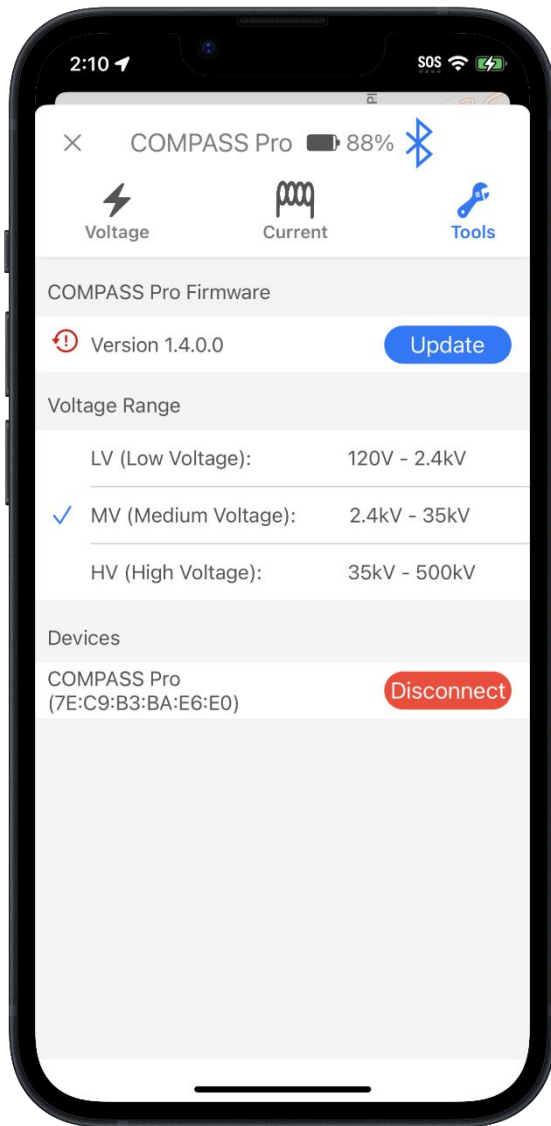 2:10
SOS
COMPASS Pro 88%
Voltage
Current
Tools
COMPASS Pro Firmware
Version 1.4.0.0
Update
Voltage Range
LV (Low Voltage): 120V - 2.4kV
MV (Medium Voltage): 2.4kV - 35kV
HV (High Voltage): 35kV - 500kV
Devices
COMPASS Pro
(7E:C9:B3:BA:E6:E0)
Disconnect